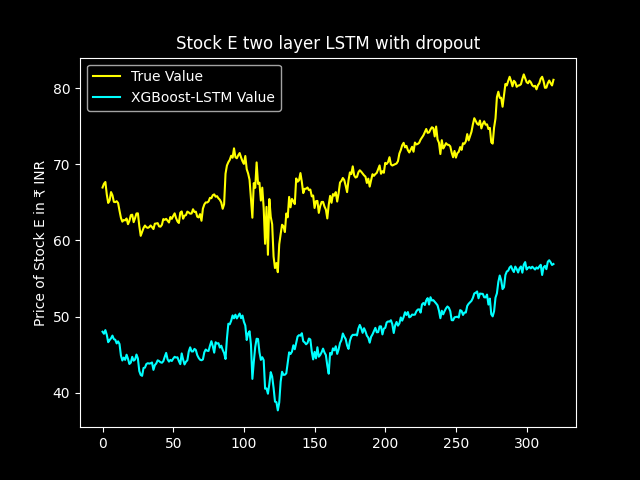 Stock E two layer LSTM with dropout
True Value
XGBoost-LSTM Value
Price of Stock E in ₹ INR
80
70
60
50
40
0 50 100 150 200 250 300